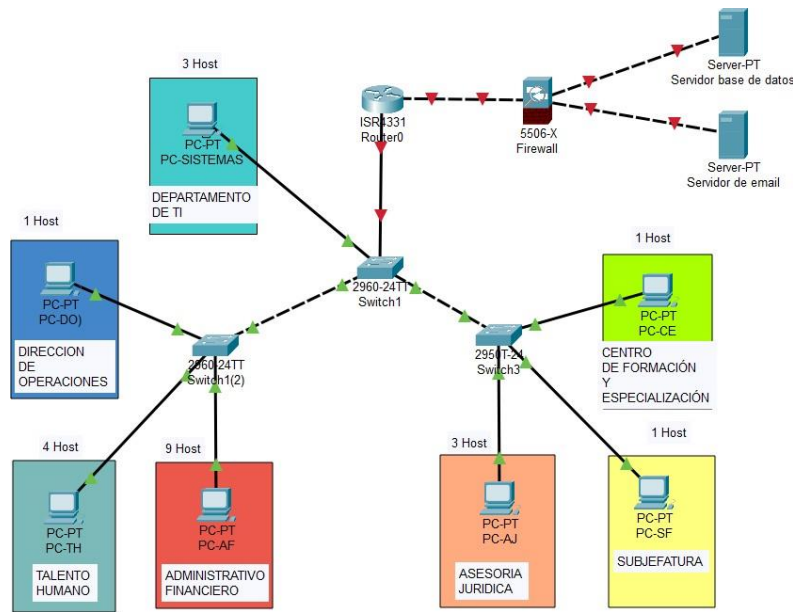 3 Host
PC-PT
PC-SISTEMAS
DEPARTAMENTO
DE TI
ISR4331
Router0
5506-X
Firewall
Server-PT
Servidor base de datos
Server-PT
Servidor de email
1 Host
PC-PT
PC-DO)
DIRECCION
DE
OPERACIONES
2960-24TT
Switch1
2960-24TT
Switch1(2)
2950T-24
Switch3
1 Host
PC-PT
PC-CE
CENTRO
DE FORMACIÓN
Y
ESPECIALIZACIÓN
4 Host
PC-PT
PC-TH
TALENTO
HUMANO
9 Host
PC-PT
PC-AF
ADMINISTRATIVO
FINANCIERO
3 Host
PC-PT
PC-AJ
ASESORIA
JURIDICA
1 Host
PC-PT
PC-SF
SUBJEFATURA